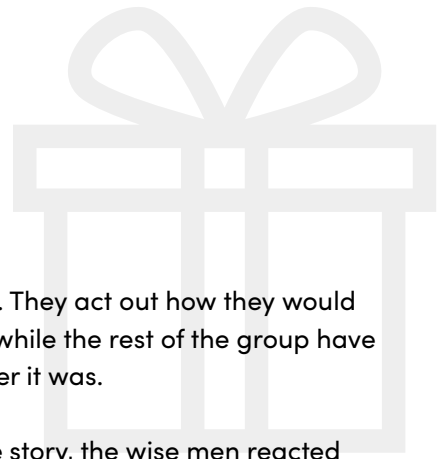 . They act out how they would
while the rest of the group have
it was.
story, the wise men reacted